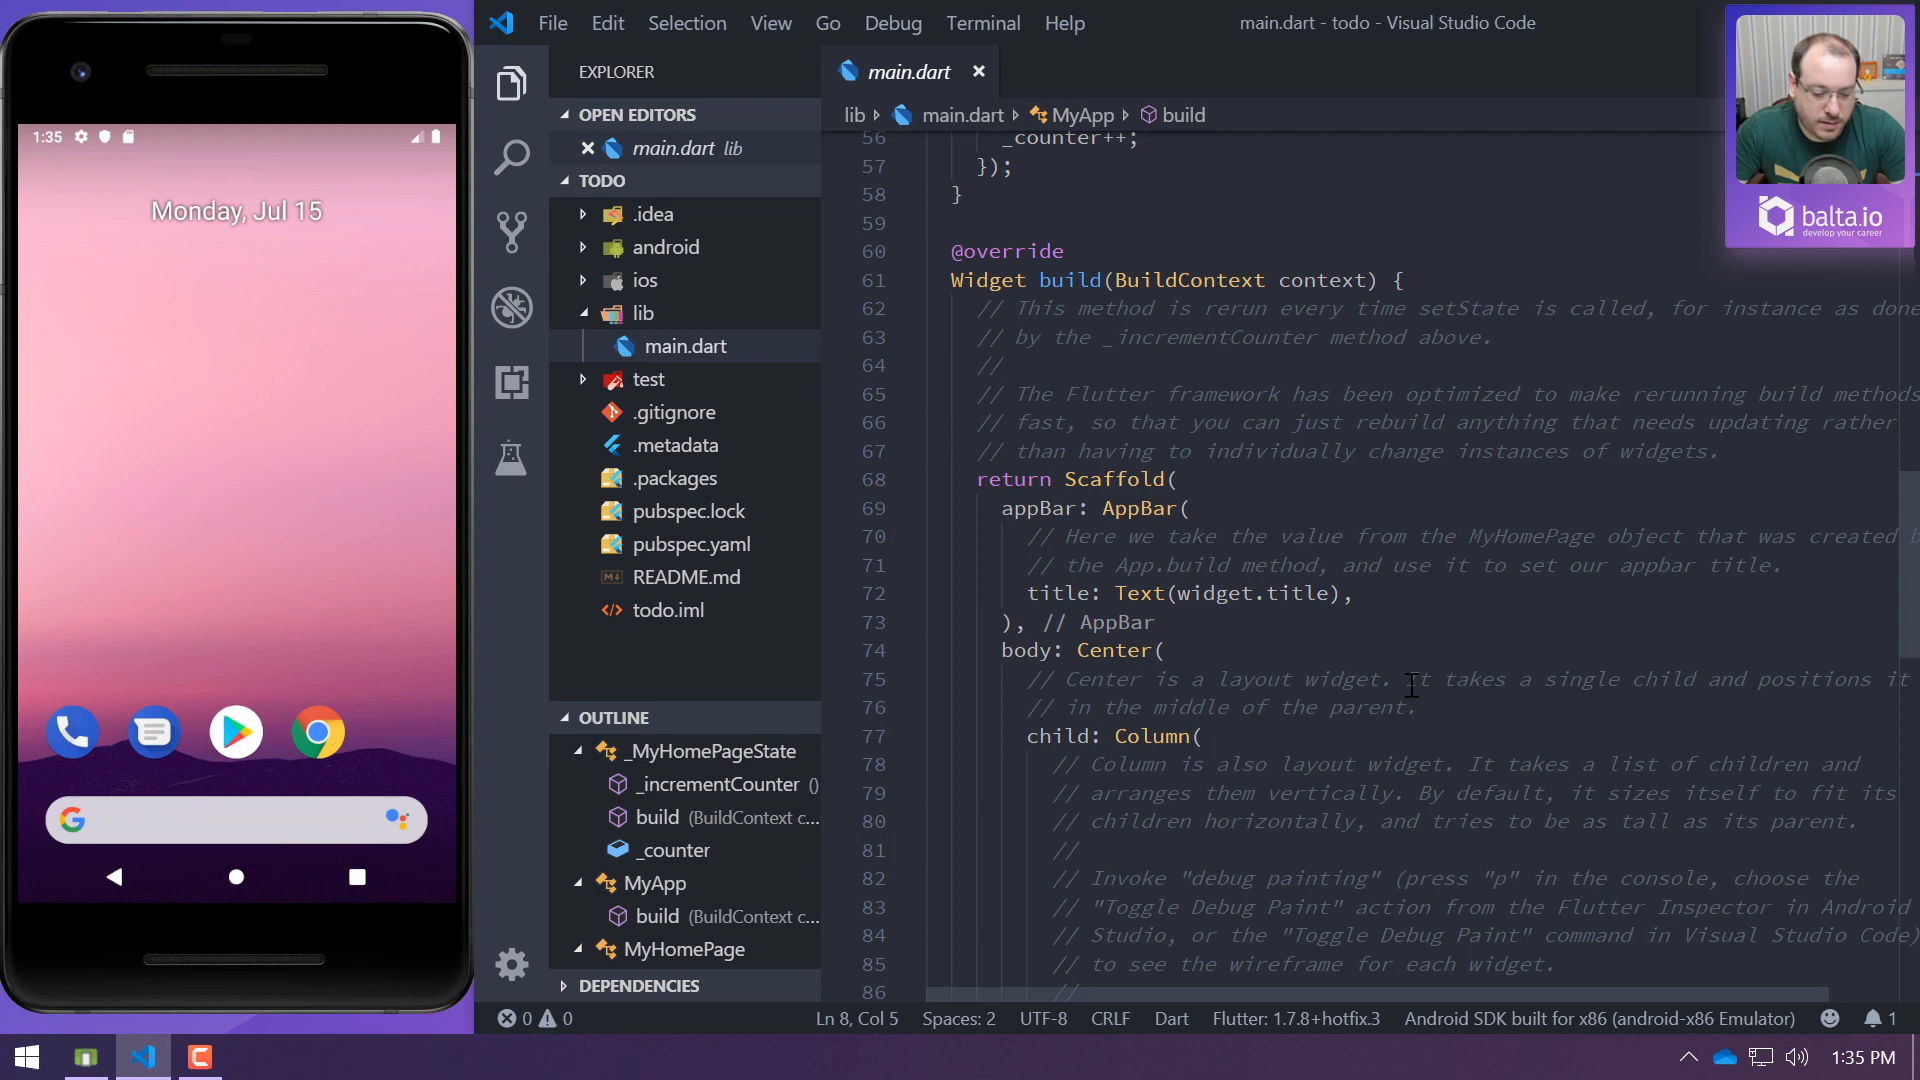 1:35
Monday, Jul 15
File Edit Selection View Go Debug Terminal Help
main.dart - todo - Visual Studio Code
EXPLORER
OPEN EDITORS
main.dart lib
TODO
.idea
android
ios
lib
main.dart
test
.gitignore
.metadata
.packages
pubspec.lock
pubspec.yaml
README.md
todo.iml
OUTLINE
_MyHomePageState
_incrementCounter ()
build (BuildContext c...
_counter
MyApp
build (BuildContext c...
MyHomePage
DEPENDENCIES
main.dart
lib main.dart MyApp build
56 _counter++;
57 });
58 }
59
60 @override
61 Widget build(BuildContext context) {
62 // This method is rerun every time setState is called, for instance as done
63 // by the _incrementCounter method above.
64 //
65 // The Flutter framework has been optimized to make rerunning build methods
66 // fast, so that you can just rebuild anything that needs updating rather
67 // than having to individually change instances of widgets.
68 return Scaffold(
69 appBar: AppBar(
70 // Here we take the value from the MyHomePage object that was created b
71 // the App.build method, and use it to set our appbar title.
72 title: Text(widget.title),
73 ), // AppBar
74 body: Center(
75 // Center is a layout widget. It takes a single child and positions it
76 // in the middle of the parent.
77 child: Column(
78 // Column is also layout widget. It takes a list of children and
79 // arranges them vertically. By default, it sizes itself to fit its
80 // children horizontally, and tries to be as tall as its parent.
81 //
82 // Invoke "debug painting" (press "p" in the console, choose the
83 // "Toggle Debug Paint" action from the Flutter Inspector in Android
84 // Studio, or the "Toggle Debug Paint" command in Visual Studio Code)
85 // to see the wireframe for each widget.
86 //
balta.io
develop your career
0 0
Ln 8, Col 5 Spaces: 2 UTF-8 CRLF Dart Flutter: 1.7.8+hotfix.3 Android SDK built for x86 (android-x86 Emulator) 1
1:35 PM